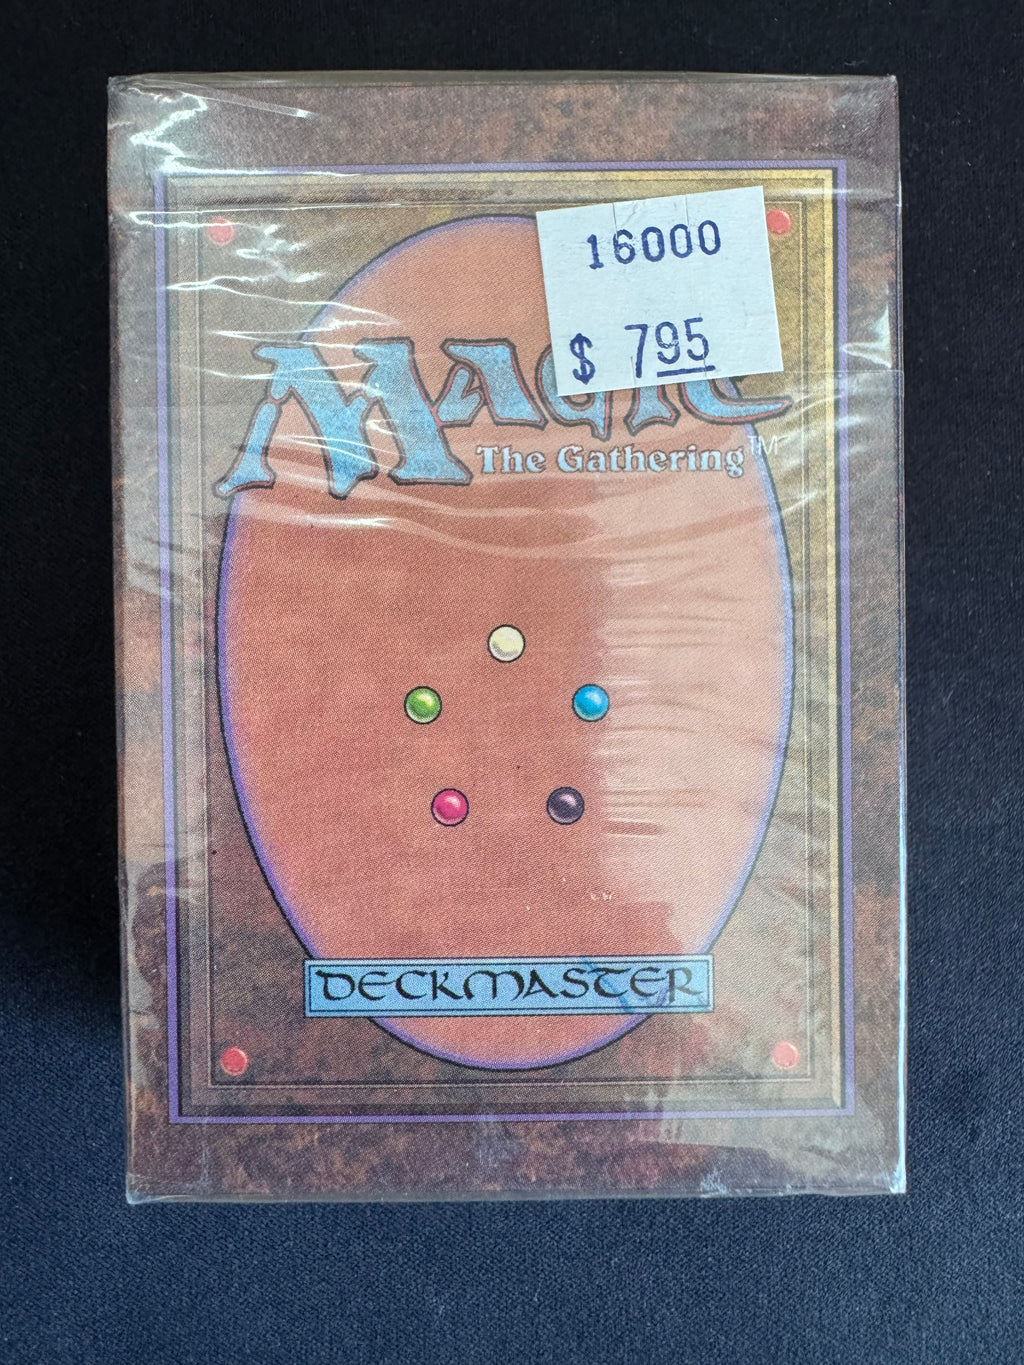 16000
$ 795
MAGIC
The Gathering™
DECKMASTER